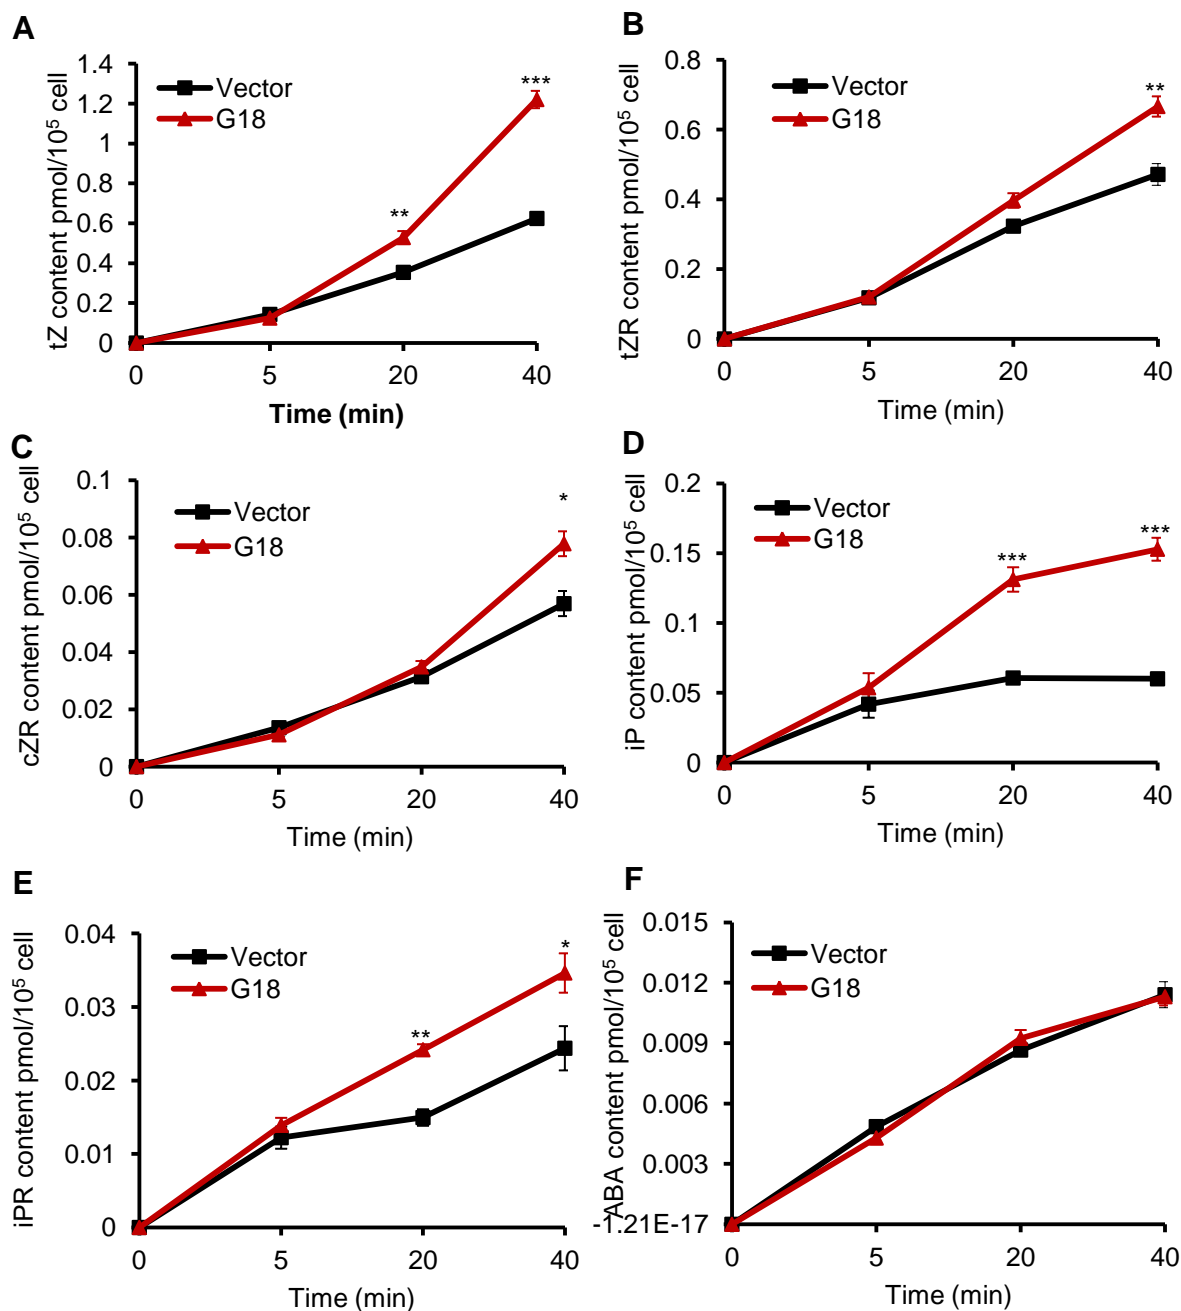 A
tZ content pmol/10⁵ cell
1.4
1.2
1
0.8
0.6
0.4
0.2
0
Vector
G18
**
***
0 5 20 40
Time (min)
B
tZR content pmol/10⁵ cell
0.8
0.6
0.4
0.2
0
Vector
G18
**
0 5 20 40
Time (min)
C
cZR content pmol/10⁵ cell
0.1
0.08
0.06
0.04
0.02
0
Vector
G18
*
0 5 20 40
Time (min)
D
iP content pmol/10⁵ cell
0.2
0.15
0.1
0.05
0
Vector
G18
***
***
0 5 20 40
Time (min)
E
iPR content pmol/10⁵ cell
0.04
0.03
0.02
0.01
0
Vector
G18
**
*
0 5 20 40
Time (min)
F
ABA content pmol/10⁵ cell
0.015
0.012
0.009
0.006
0.003
-1.21E-17
Vector
G18
0 5 20 40
Time (min)